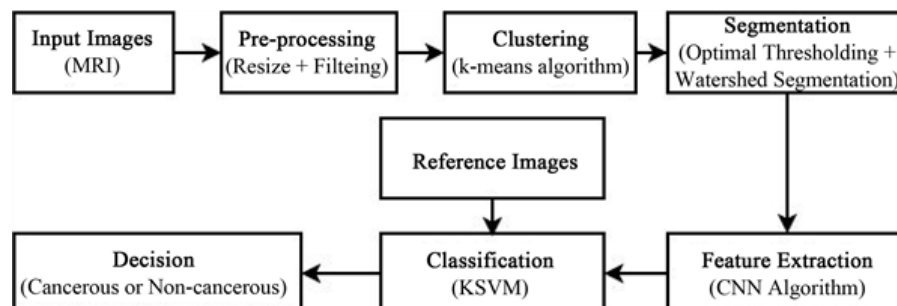 Input Images
(MRI)
Pre-processing
(Resize + Filteing)
Clustering
(k-means algorithm)
Segmentation
(Optimal Thresholding +
Watershed Segmentation)
Reference Images
Decision
(Cancerous or Non-cancerous)
Classification
(KSVM)
Feature Extraction
(CNN Algorithm)